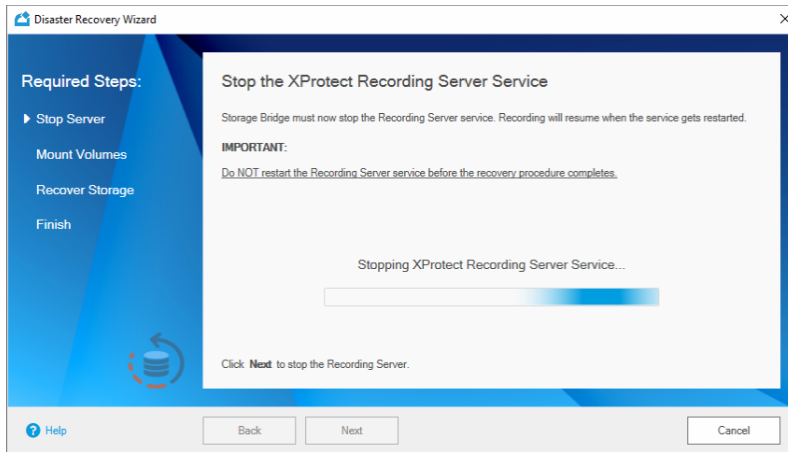 Disaster Recovery Wizard
Required Steps:
Stop Server
Mount Volumes
Recover Storage
Finish
Stop the XProtect Recording Server Service
Storage Bridge must now stop the Recording Server service. Recording will resume when the service gets restarted.
IMPORTANT:
Do NOT restart the Recording Server service before the recovery procedure completes.
Stopping XProtect Recording Server Service...
Click Next to stop the Recording Server.
? Help
Back
Next
Cancel